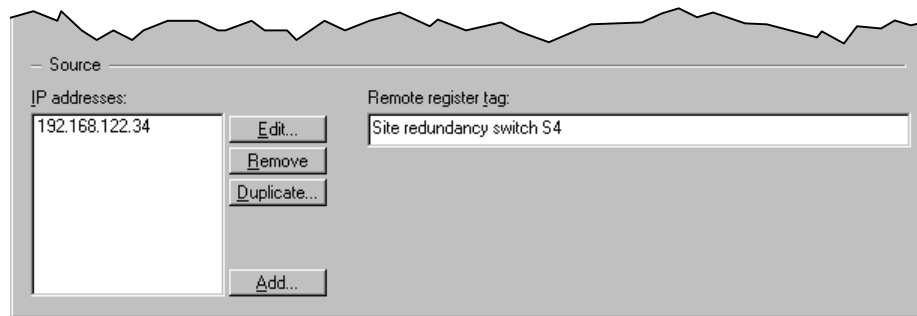 Source
IP addresses:
192.168.122.34
Edit...
Remove
Duplicate...
Add...
Remote register tag:
Site redundancy switch S4